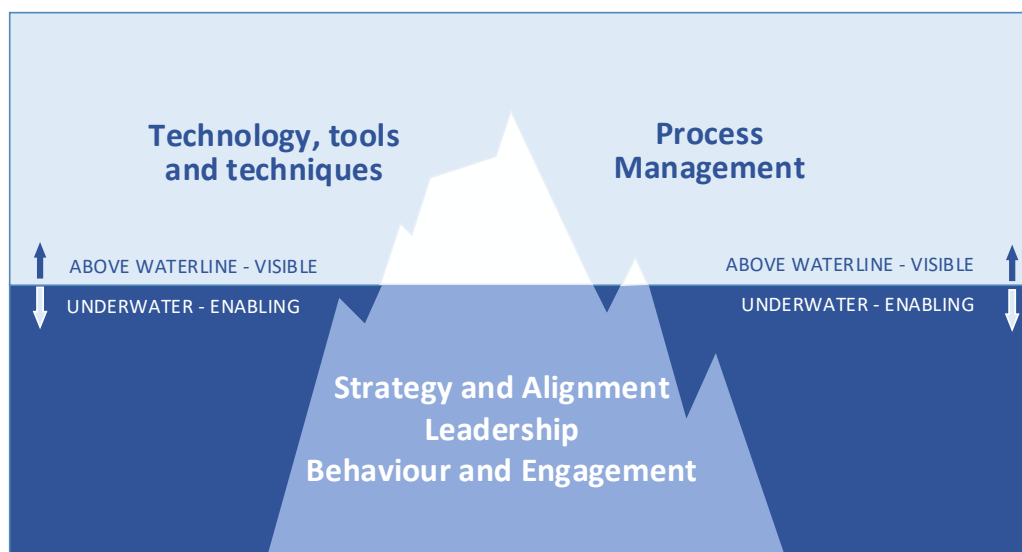 Technology, tools
and techniques
Process
Management
ABOVE WATERLINE - VISIBLE
ABOVE WATERLINE - VISIBLE
UNDERWATER - ENABLING
UNDERWATER - ENABLING
Strategy and Alignment
Leadership
Behaviour and Engagement